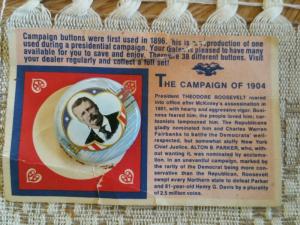 Campaign buttons were first used in 1896. This is a reproduction of one
used during a presidential campaign. Your dealer is pleased to have many
available for you to save and enjoy. There are 38 different buttons. Visit
your dealer regularly and collect a full set!
THE CAMPAIGN OF 1904
President THEODORE ROOSEVELT roared
into office after McKinley's assassination in
1901, with hearty and aggressive vigor. Busi-
ness feared him, the people loved him; car-
toonists lampooned him. The Republicans
gladly nominated him and Charles Warren
Fairbanks to battle the Democrats' well-
respected, but somewhat stuffy New York
Chief Justice, ALTON B. PARKER, who, with-
out wanting it, was nominated by acclama-
tion. In an uneventful campaign, marked by
the rarity of the Democrat being more con-
servative than the Republican, Roosevelt
swept every Northern state to defeat Parker
and 81-year-old Henry G. Davis by a plurality
of 2.5 million votes.